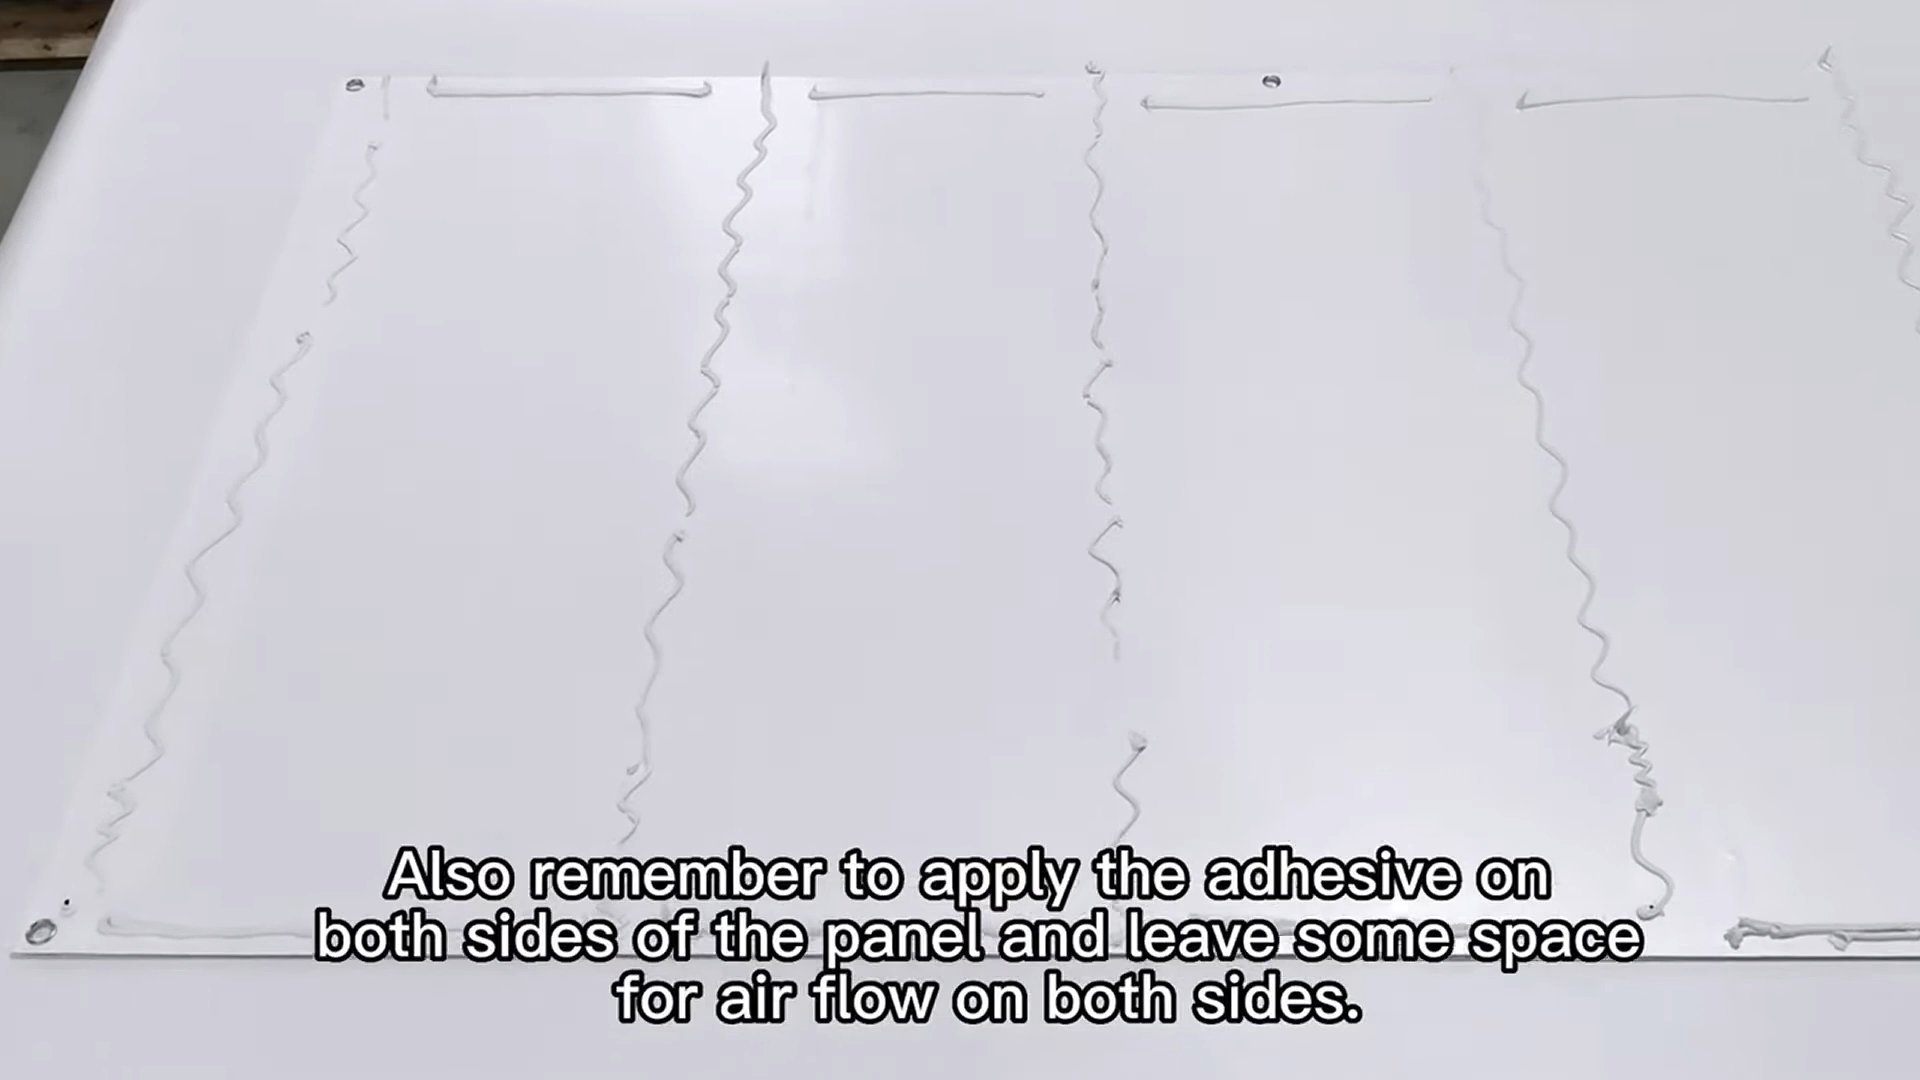 Also remember to apply the adhesive on
both sides of the panel and leave some space
for air flow on both sides.